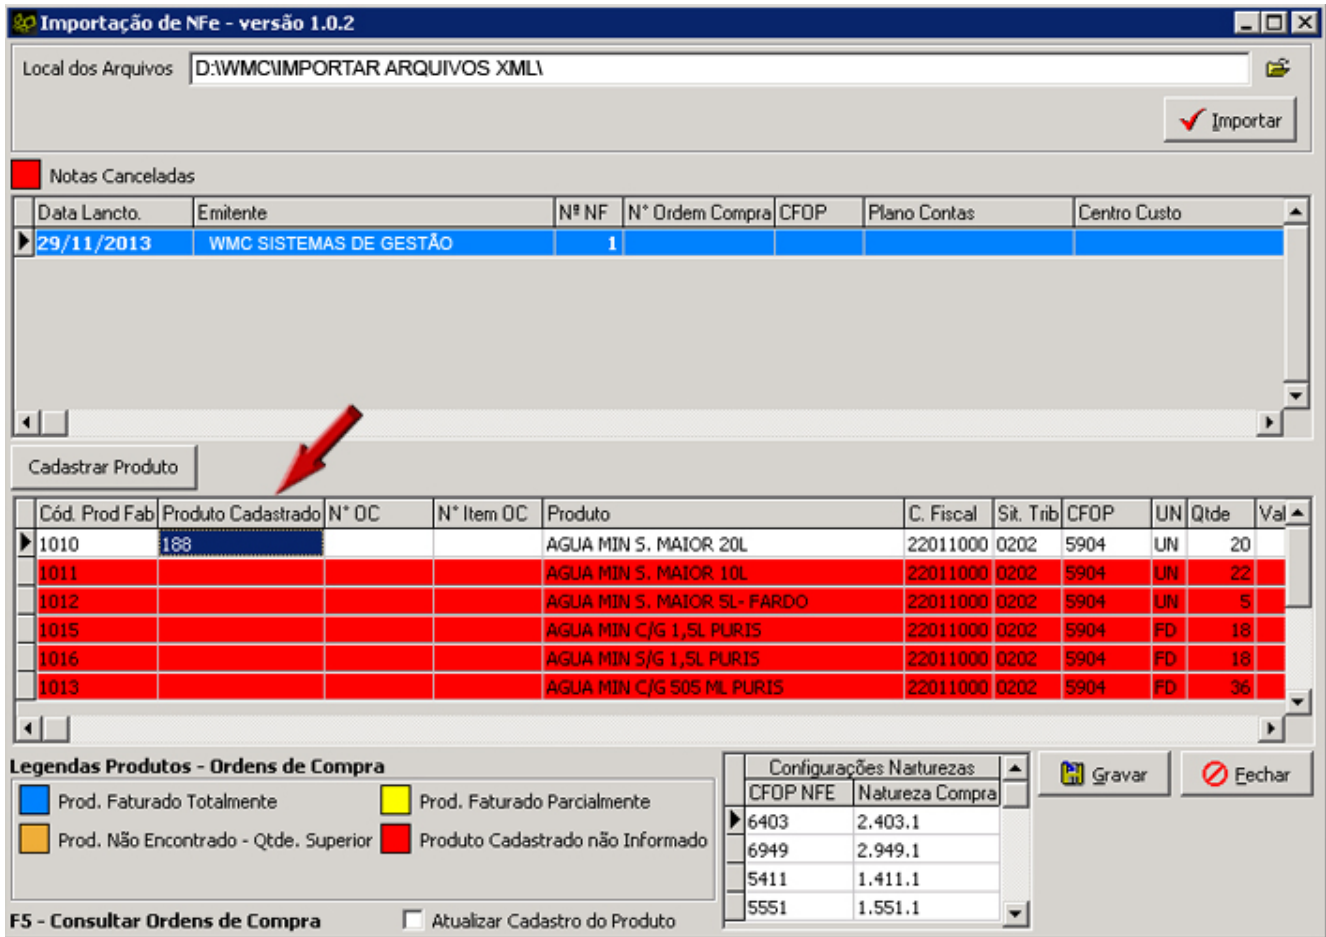 Importação de NFe - versão 1.0.2
Local dos Arquivos D:\WMC\IMPORTAR ARQUIVOS XML\
Importar
Notas Canceladas
Data Lancto. Emitente Nº NF N° Ordem Compra CFOP Plano Contas Centro Custo
29/11/2013 WMC SISTEMAS DE GESTÃO 1
Cadastrar Produto
Cód. Prod Fab Produto Cadastrado N° OC N° Item OC Produto C. Fiscal Sit. Trib CFOP UN Qtde Val
1010 188 AGUA MIN S. MAIOR 20L 22011000 0202 5904 UN 20
1011 AGUA MIN S. MAIOR 10L 22011000 0202 5904 UN 22
1012 AGUA MIN S. MAIOR 5L- FARDO 22011000 0202 5904 UN 5
1015 AGUA MIN C/G 1,5L PURIS 22011000 0202 5904 FD 18
1016 AGUA MIN S/G 1,5L PURIS 22011000 0202 5904 FD 18
1013 AGUA MIN C/G 505 ML PURIS 22011000 0202 5904 FD 36
Legendas Produtos - Ordens de Compra
Prod. Faturado Totalmente Prod. Faturado Parcialmente
Prod. Não Encontrado - Qtde. Superior Produto Cadastrado não Informado
F5 - Consultar Ordens de Compra Atualizar Cadastro do Produto
Configurações Narturezas
CFOP NFE Natureza Compra
6403 2.403.1
6949 2.949.1
5411 1.411.1
5551 1.551.1
Gravar Fechar